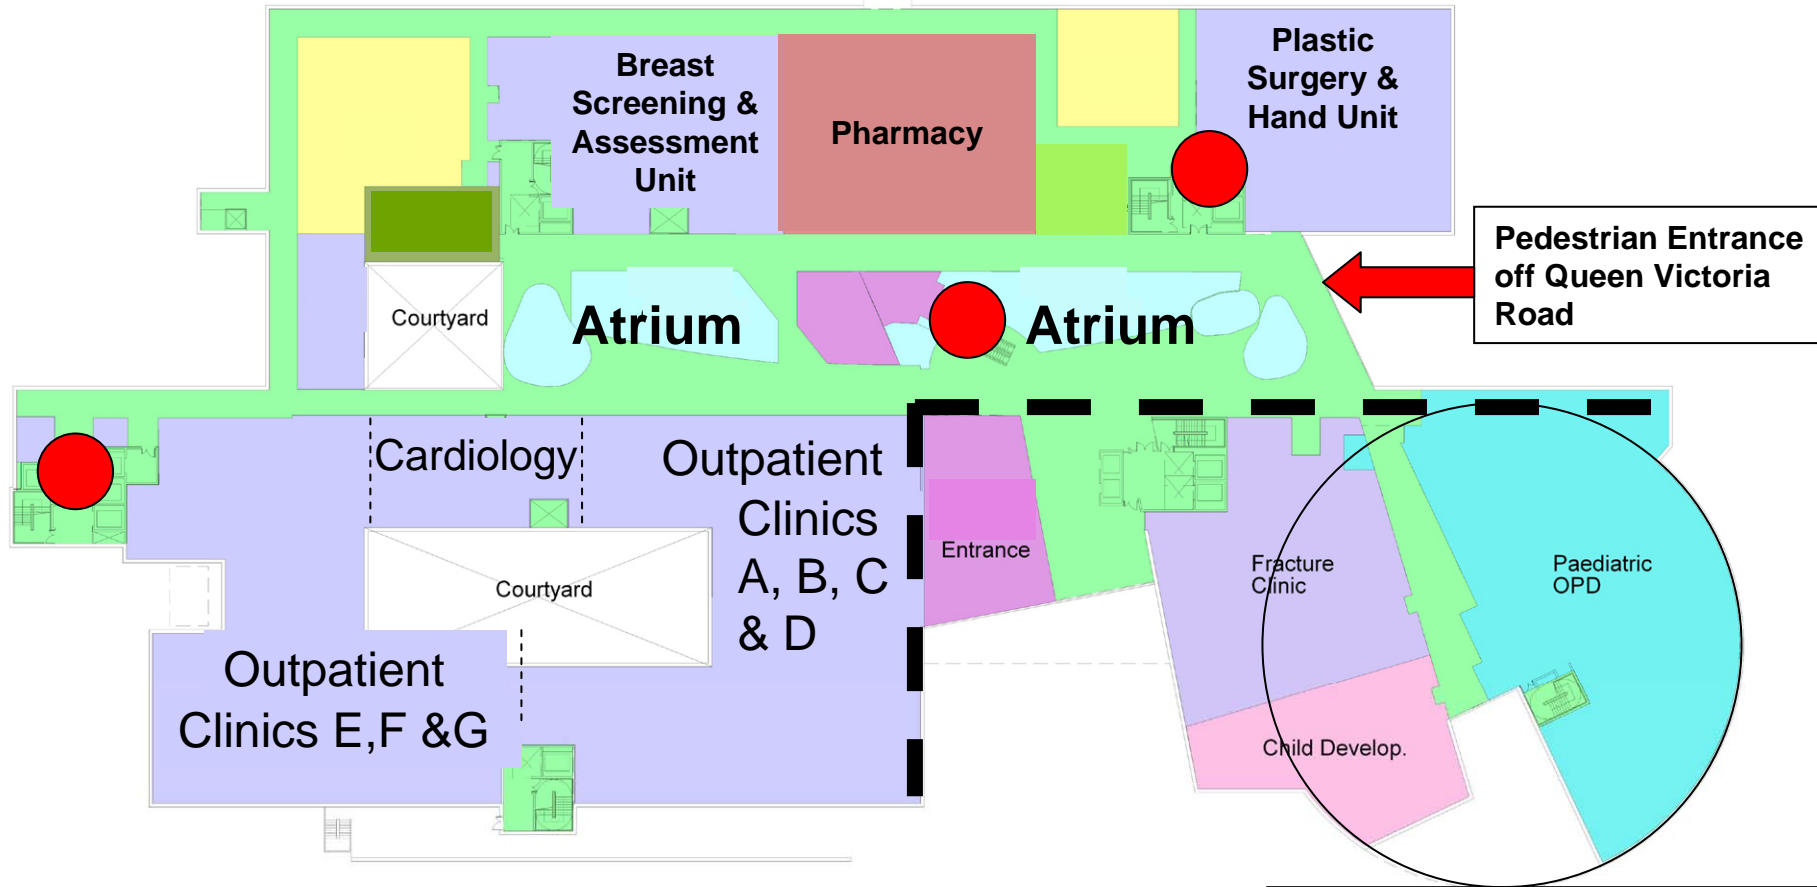 Breast
Screening &
Assessment
Unit
Pharmacy
Plastic
Surgery &
Hand Unit
Pedestrian Entrance
off Queen Victoria
Road
Courtyard
Atrium
Atrium
Cardiology
Outpatient
Clinics
A, B, C
& D
Entrance
Fracture
Clinic
Paediatric
OPD
Courtyard
Outpatient
Clinics E,F &G
Child Develop.